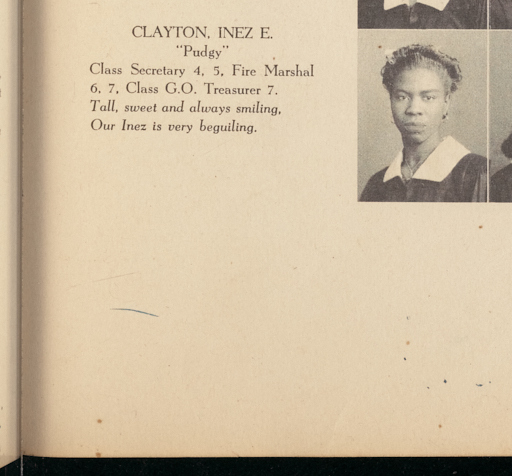 CLAYTON, INEZ E.
"Pudgy"
Class Secretary 4, 5, Fire Marshal
6, 7, Class G.O. Treasurer 7.
Tall, sweet and always smiling,
Our Inez is very beguiling.